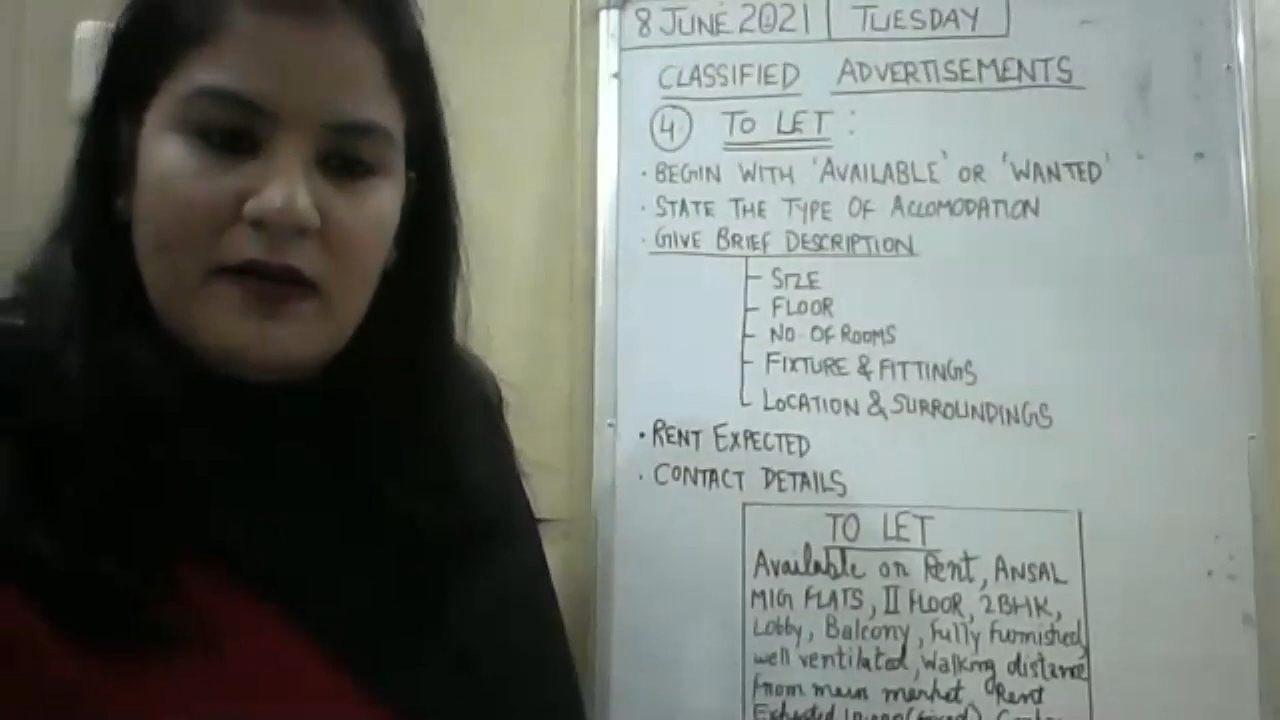 8 JUNE 2021 TUESDAY
CLASSIFIED ADVERTISEMENTS
4 TO LET :
· BEGIN WITH 'AVAILABLE' OR 'WANTED'
· STATE THE TYPE OF ACCOMODATION
· GIVE BRIEF DESCRIPTION
SIZE
FLOOR
NO. OF ROOMS
FIXTURE & FITTINGS
LOCATION & SURROUNDINGS
· RENT EXPECTED
· CONTACT DETAILS
TO LET
Available on Rent, ANSAL
MIG FLATS, II FLOOR, 2BHK,
Lobby, Balcony, fully furnished,
well ventilated, walking distance
from main market, Rent